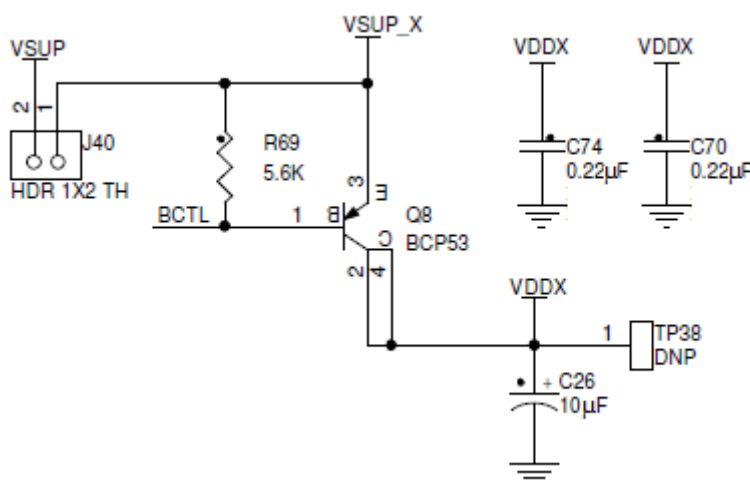 VSUP
2
1
J40
HDR 1X2 TH
VSUP_X
R69
5.6K
BCTL
1
B
3
E
Q8
BCP53
C
2
4
VDDX
C74
0.22µF
VDDX
C70
0.22µF
VDDX
1
TP38
DNP
+
C26
10µF